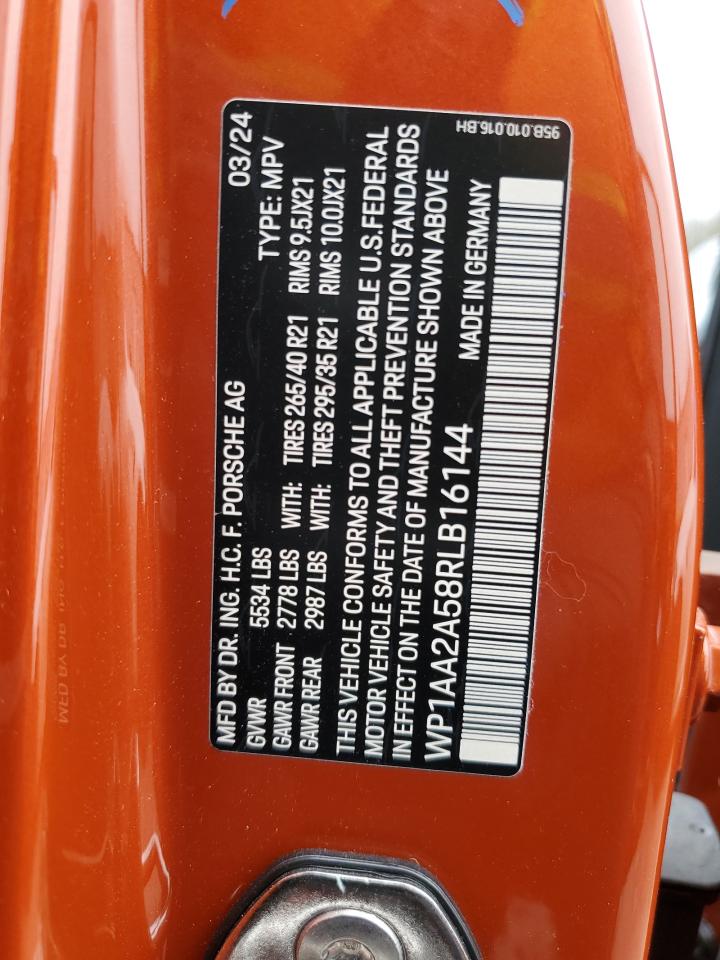 MFD BY DR. ING. H.C. F. PORSCHE AG 03/24
GVWR 5534 LBS TYPE: MPV
GAWR FRONT 2778 LBS WITH: TIRES 265/40 R21 RIMS 9.5JX21
GAWR REAR 2987 LBS WITH: TIRES 295/35 R21 RIMS 10.0JX21
THIS VEHICLE CONFORMS TO ALL APPLICABLE U.S. FEDERAL
MOTOR VEHICLE SAFETY AND THEFT PREVENTION STANDARDS
IN EFFECT ON THE DATE OF MANUFACTURE SHOWN ABOVE
WP1AA2A58RLB16144 MADE IN GERMANY
95B.010.016.BH